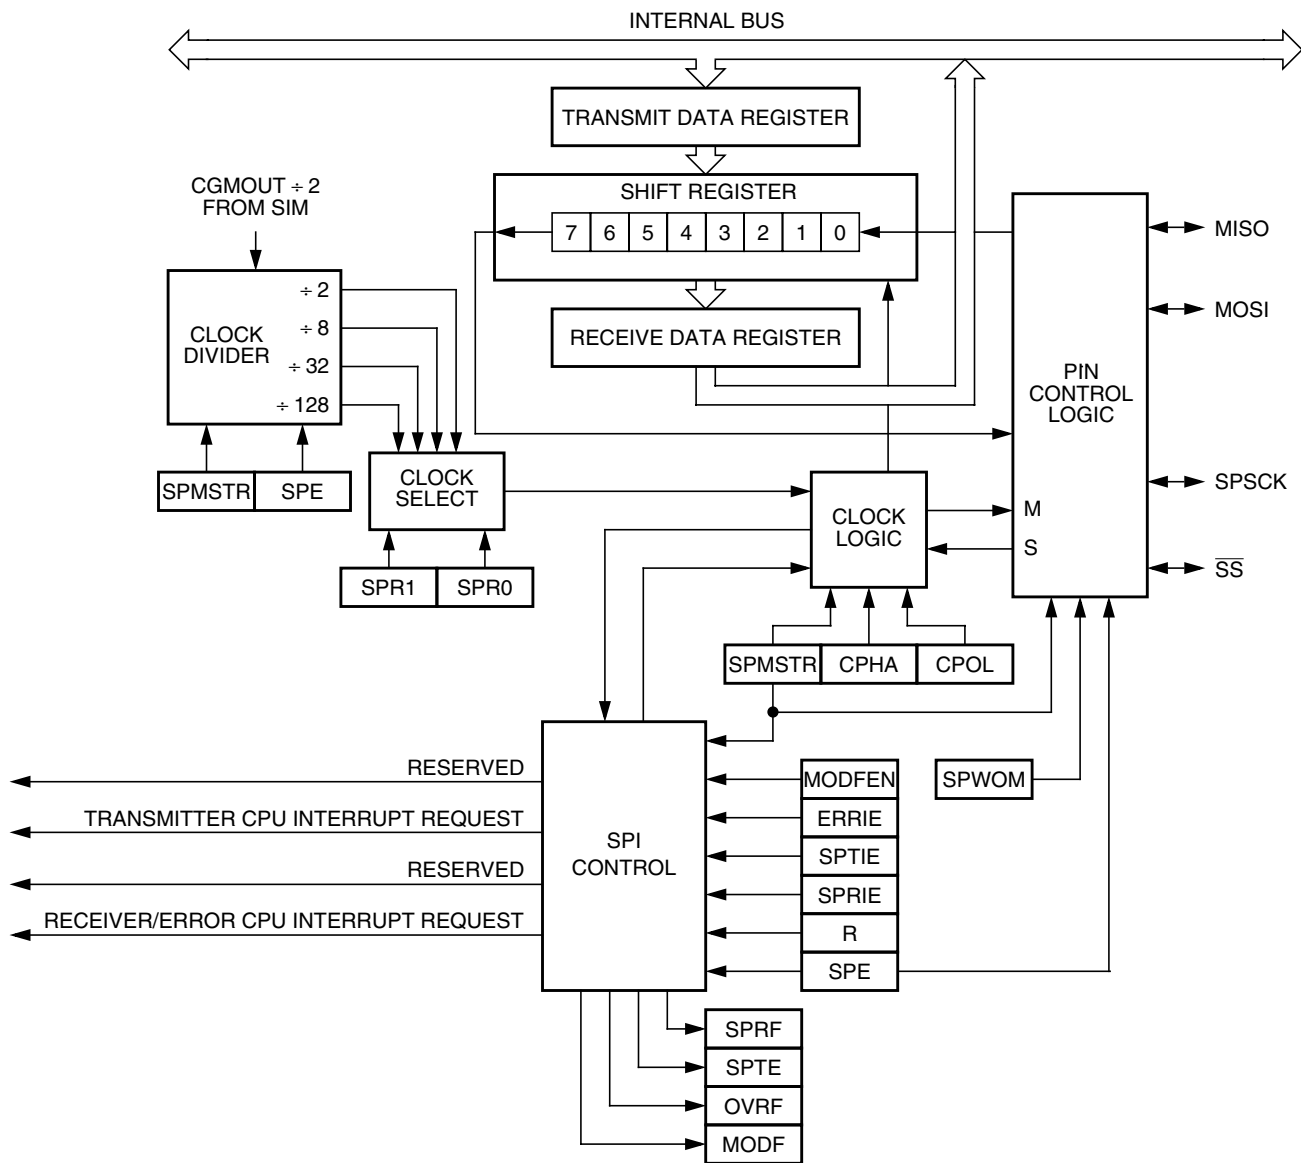 INTERNAL BUS
TRANSMIT DATA REGISTER
CGMOUT ÷ 2
FROM SIM
SHIFT REGISTER
7 6 5 4 3 2 1 0
MISO
÷ 2
CLOCK
DIVIDER
÷ 8
÷ 32
÷ 128
RECEIVE DATA REGISTER
MOSI
PIN
CONTROL
LOGIC
SPMSTR SPE
CLOCK
SELECT
SPSCK
CLOCK
LOGIC
M
S
SS
SPR1 SPR0
SPMSTR CPHA CPOL
RESERVED
TRANSMITTER CPU INTERRUPT REQUEST
RESERVED
RECEIVER/ERROR CPU INTERRUPT REQUEST
SPI
CONTROL
MODFEN
ERRIE
SPTIE
SPRIE
R
SPE
SPWOM
SPRF
SPTE
OVRF
MODF